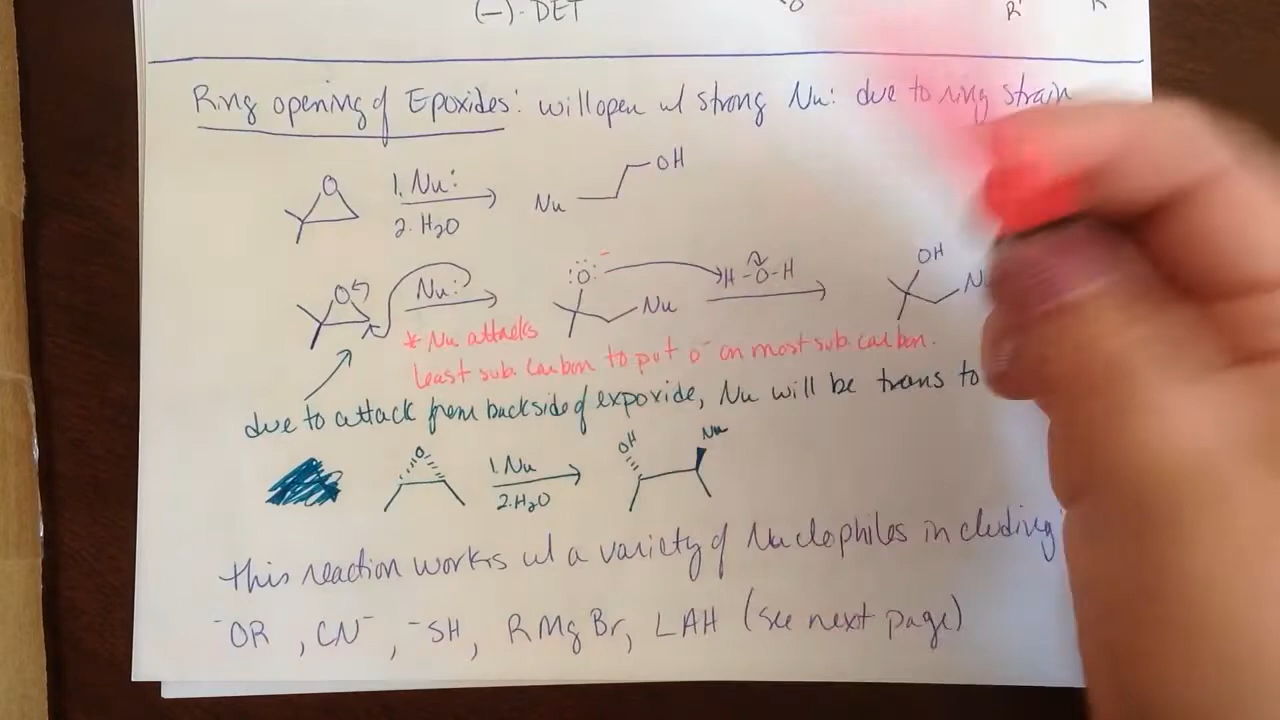 (-)-DET O R' R
Ring opening of Epoxides: will open w/ strong Nu: due to ring strain
O 1. Nu: 2. H2O Nu OH
O Nu: :Ö:⁻ Nu H-Ö-H OH N
* Nu attacks
least sub. carbon to put O⁻ on most sub. carbon.
due to attack from backside of expoxide, Nu will be trans to
O 1. Nu 2. H2O OH Nu
this reaction works w/ a variety of Nucleophiles including
⁻OR, CN⁻, ⁻SH, RMgBr, LAH (see next page)